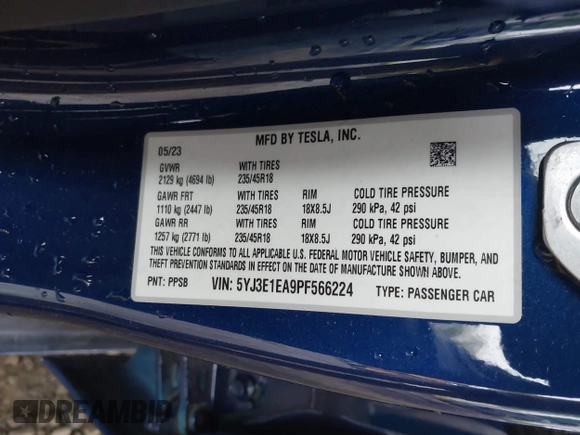 MFD BY TESLA, INC.
05/23
GVWR WITH TIRES
2129 kg (4694 lb) 235/45R18
GAWR FRT WITH TIRES RIM COLD TIRE PRESSURE
1110 kg (2447 lb) 235/45R18 18X8.5J 290 kPa, 42 psi
GAWR RR WITH TIRES RIM COLD TIRE PRESSURE
1257 kg (2771 lb) 235/45R18 18X8.5J 290 kPa, 42 psi
THIS VEHICLE CONFORMS TO ALL APPLICABLE U.S. FEDERAL MOTOR VEHICLE SAFETY, BUMPER, AND
THEFT PREVENTION STANDARDS IN EFFECT ON THE DATE OF MANUFACTURE SHOWN ABOVE.
PNT: PPSB VIN: 5YJ3E1EA9PF566224 TYPE: PASSENGER CAR
DREAMBID